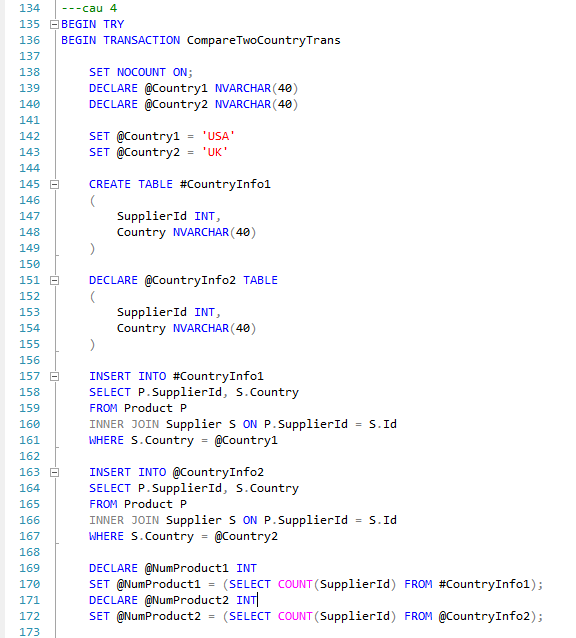 134 ---cau 4
135 BEGIN TRY
136 BEGIN TRANSACTION CompareTwoCountryTrans
137
138 SET NOCOUNT ON;
139 DECLARE @Country1 NVARCHAR(40)
140 DECLARE @Country2 NVARCHAR(40)
141
142 SET @Country1 = 'USA'
143 SET @Country2 = 'UK'
144
145 CREATE TABLE #CountryInfo1
146 (
147 SupplierId INT,
148 Country NVARCHAR(40)
149 )
150
151 DECLARE @CountryInfo2 TABLE
152 (
153 SupplierId INT,
154 Country NVARCHAR(40)
155 )
156
157 INSERT INTO #CountryInfo1
158 SELECT P.SupplierId, S.Country
159 FROM Product P
160 INNER JOIN Supplier S ON P.SupplierId = S.Id
161 WHERE S.Country = @Country1
162
163 INSERT INTO @CountryInfo2
164 SELECT P.SupplierId, S.Country
165 FROM Product P
166 INNER JOIN Supplier S ON P.SupplierId = S.Id
167 WHERE S.Country = @Country2
168
169 DECLARE @NumProduct1 INT
170 SET @NumProduct1 = (SELECT COUNT(SupplierId) FROM #CountryInfo1);
171 DECLARE @NumProduct2 INT
172 SET @NumProduct2 = (SELECT COUNT(SupplierId) FROM @CountryInfo2);
173